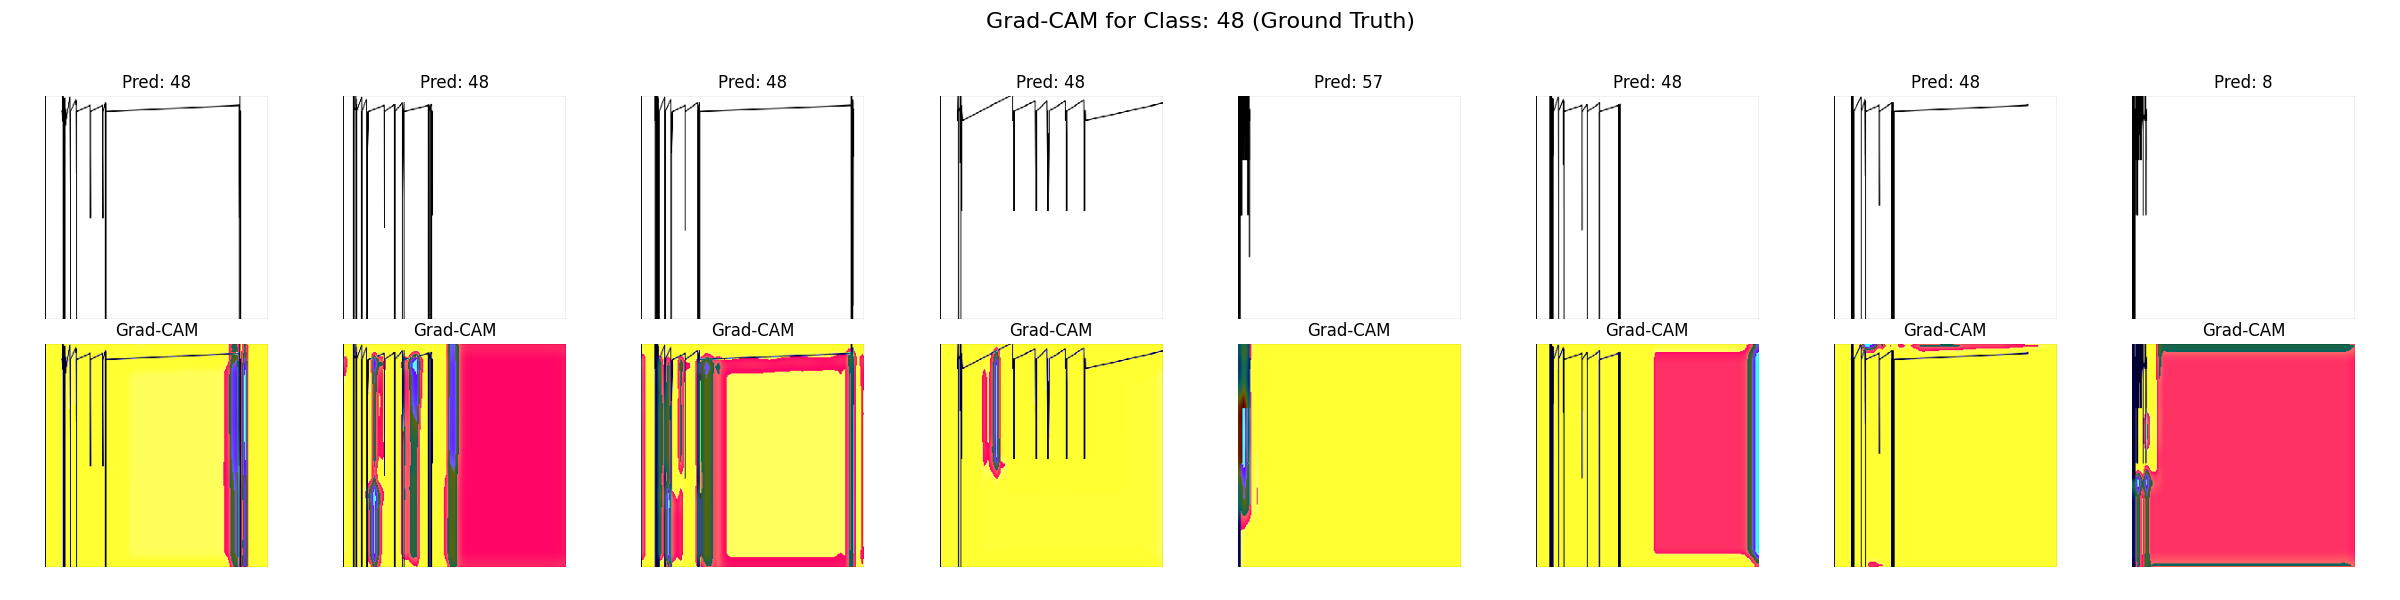 Grad-CAM for Class: 48 (Ground Truth)
Pred: 48 Pred: 48 Pred: 48 Pred: 48 Pred: 57 Pred: 48 Pred: 48 Pred: 8
Grad-CAM Grad-CAM Grad-CAM Grad-CAM Grad-CAM Grad-CAM Grad-CAM Grad-CAM